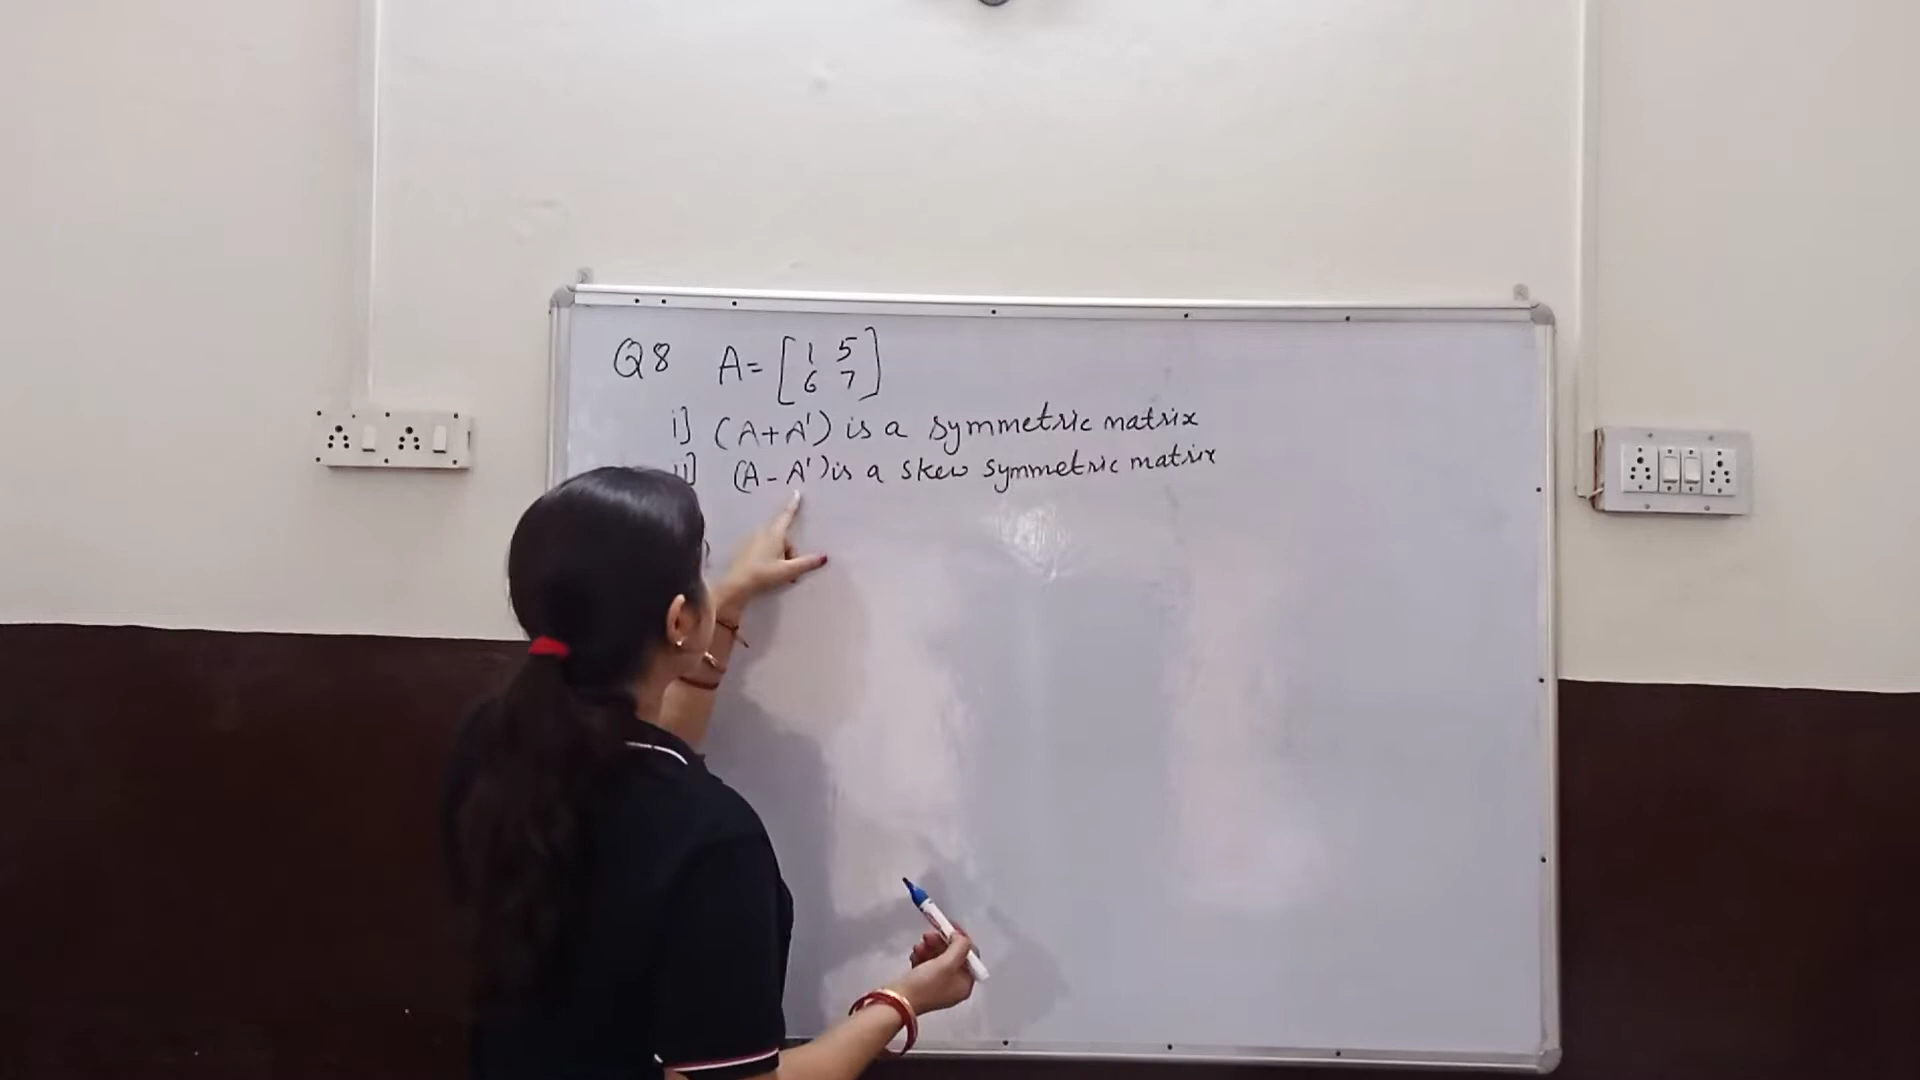 Q8 A = [ 1 5
6 7 ]
i] (A+A') is a symmetric matrix
ii] (A-A') is a skew symmetric matrix